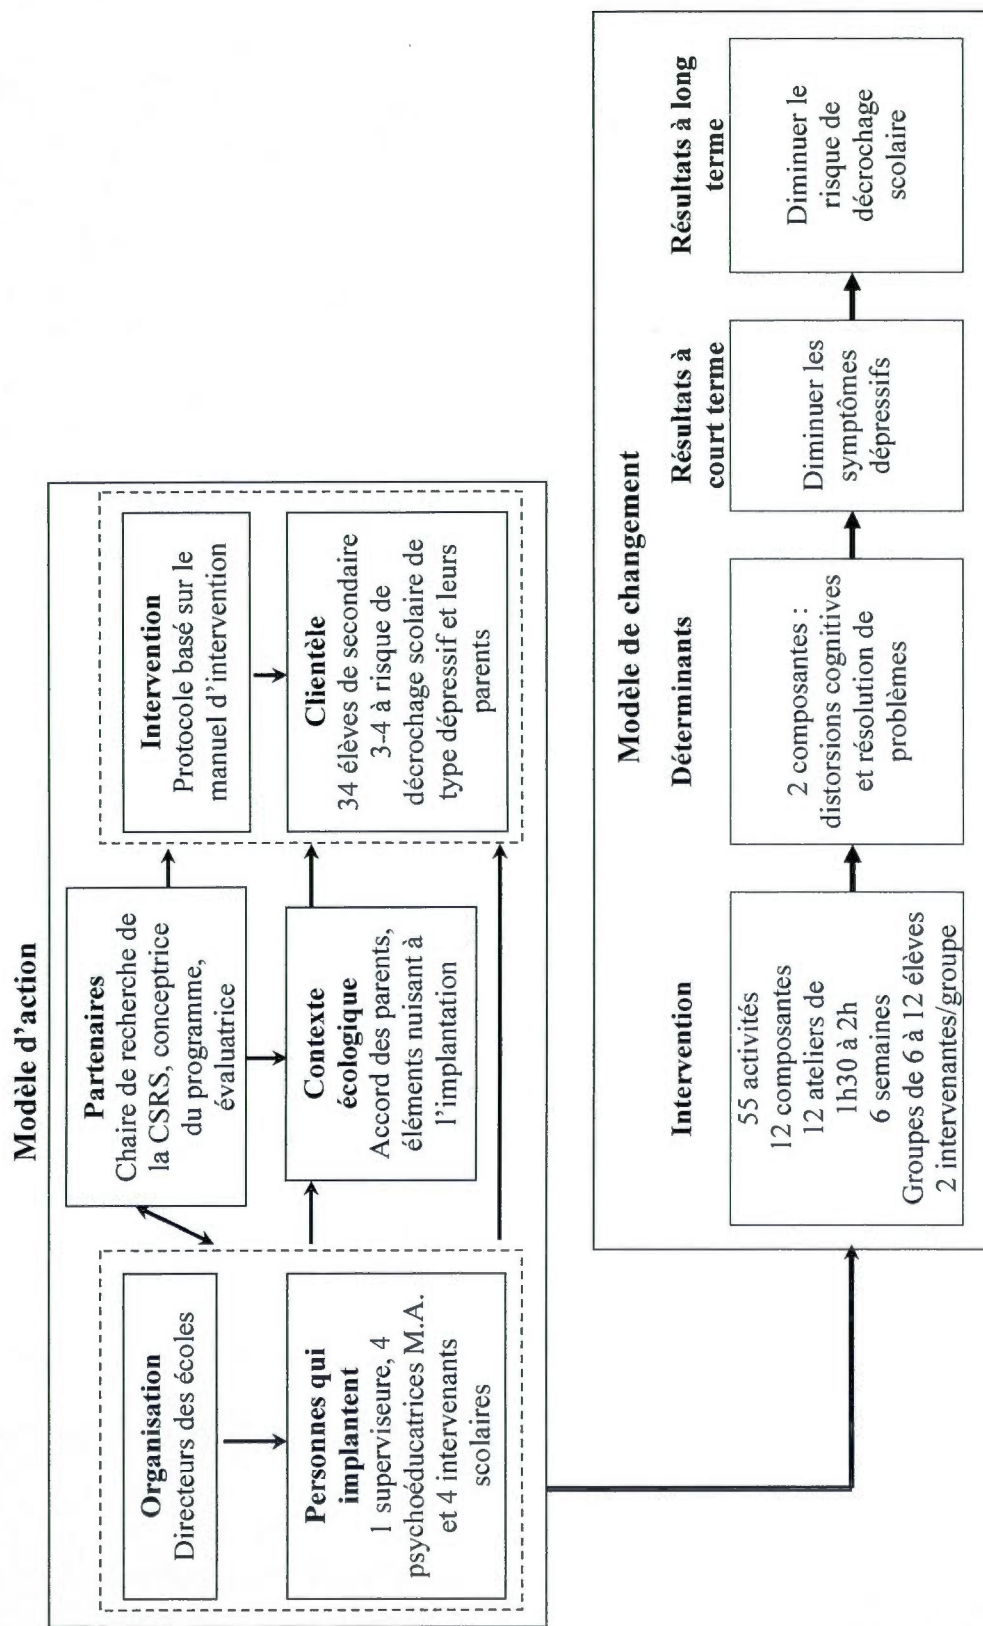 Modèle d'action
Organisation
Directeurs des écoles
Personnes qui
implantent
1 superviseure, 4
psychoéducatrices M.A.
et 4 intervenants
scolaires
Partenaires
Chaire de recherche de
la CSRS, conceptrice
du programme,
évaluatrice
Contexte
écologique
Accord des parents,
éléments nuisant à
l'implantation
Intervention
Protocole basé sur le
manuel d'intervention
Clientèle
34 élèves de secondaire
3-4 à risque de
décrochage scolaire de
type dépressif et leurs
parents
Modèle de changement
Intervention
55 activités
12 composantes
12 ateliers de
1h30 à 2h
6 semaines
Groupes de 6 à 12 élèves
2 intervenantes/groupe
Déterminants
2 composantes :
distorsions cognitives
et résolution de
problèmes
Résultats à
court terme
Diminuer les
symptômes
dépressifs
Résultats à long
terme
Diminuer le
risque de
décrochage
scolaire